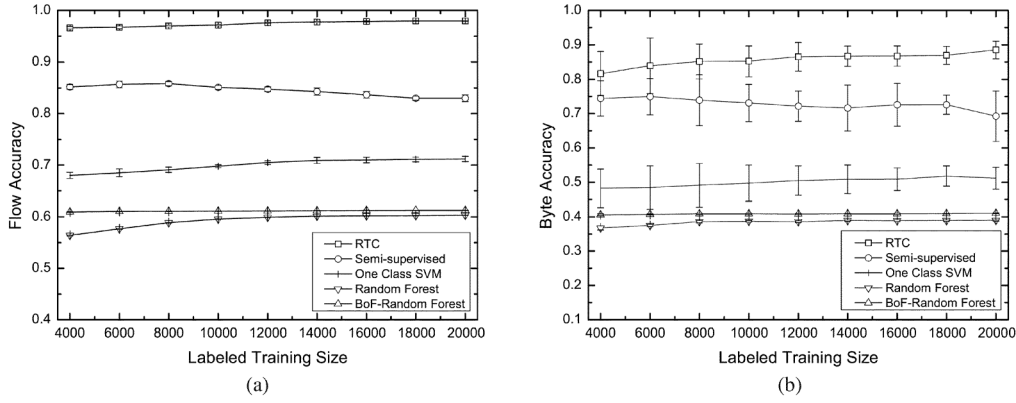 1.0
0.9
0.8
0.7
0.6
0.5
0.4
Flow Accuracy
RTC
Semi-supervised
One Class SVM
Random Forest
BoF-Random Forest
4000 6000 8000 10000 12000 14000 16000 18000 20000
Labeled Training Size
(a)
1.0
0.9
0.8
0.7
0.6
0.5
0.4
0.3
0.2
0.1
Byte Accuracy
RTC
Semi-supervised
One Class SVM
Random Forest
BoF-Random Forest
4000 6000 8000 10000 12000 14000 16000 18000 20000
Labeled Training Size
(b)